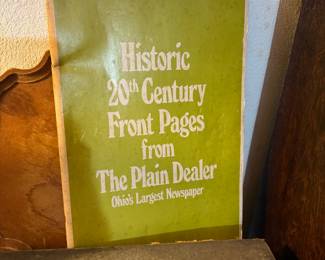 Historic
20th Century
Front Pages
from
The Plain Dealer
Ohio's Largest Newspaper